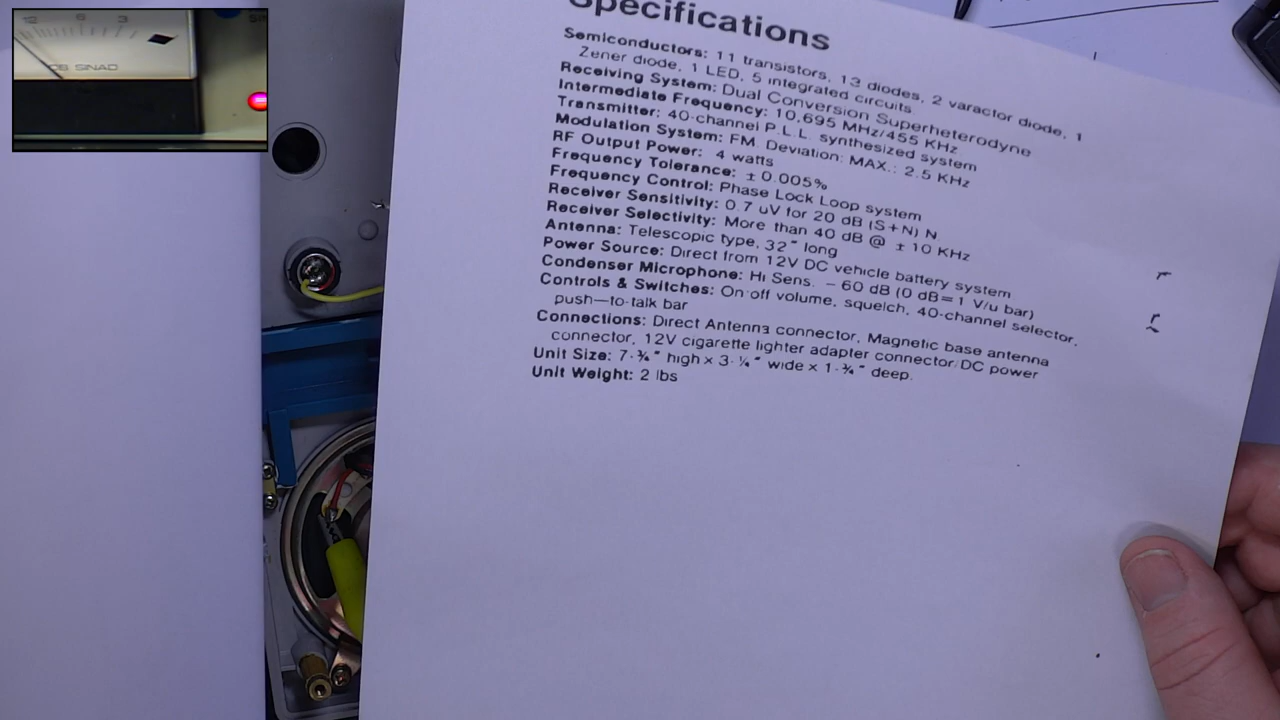 12 6 3
dB SINAD
Specifications
Semiconductors: 11 transistors, 13 diodes, 2 varactor diode, 1
Zener diode, 1 LED, 5 integrated circuits
Receiving System: Dual Conversion Superheterodyne
Intermediate Frequency: 10,695 MHz/455 KHz
Transmitter: 40-channel P.L.L. synthesized system
Modulation System: FM. Deviation: MAX.: 2.5 KHz
RF Output Power: 4 watts
Frequency Tolerance: ± 0.005%
Frequency Control: Phase Lock Loop system
Receiver Sensitivity: 0.7 uV for 20 dB (S+N) N
Receiver Selectivity: More than 40 dB @ ± 10 KHz
Antenna: Telescopic type, 32" long
Power Source: Direct from 12V DC vehicle battery system
Condenser Microphone: Hi Sens. – 60 dB (0 dB=1 V/u bar)
Controls & Switches: On off volume, squelch, 40-channel selector,
push—to-talk bar
Connections: Direct Antenna connector, Magnetic base antenna
connector, 12V cigarette lighter adapter connector/DC power
Unit Size: 7-¾" high × 3-¼" wide × 1-¾" deep.
Unit Weight: 2 lbs